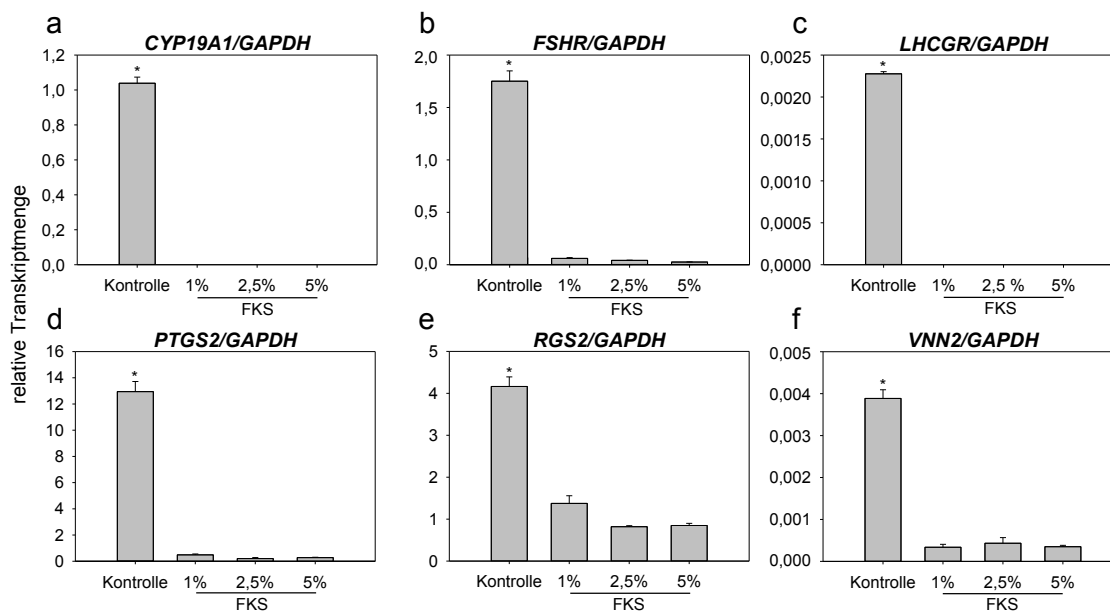 relative Transkriptmenge
a
CYP19A1/GAPDH
1,2
1,0
0,8
0,6
0,4
0,2
0,0
Kontrolle 1% 2,5% 5%
FKS
*
b
FSHR/GAPDH
2,0
1,5
1,0
0,5
0,0
Kontrolle 1% 2,5% 5%
FKS
*
c
LHCGR/GAPDH
0,0025
0,0020
0,0015
0,0010
0,0005
0,0000
Kontrolle 1% 2,5 % 5%
FKS
*
d
PTGS2/GAPDH
16
14
12
10
8
6
4
2
0
Kontrolle 1% 2,5% 5%
FKS
*
e
RGS2/GAPDH
5
4
3
2
1
0
Kontrolle 1% 2,5% 5%
FKS
*
f
VNN2/GAPDH
0,005
0,004
0,003
0,002
0,001
0,000
Kontrolle 1% 2,5% 5%
FKS
*